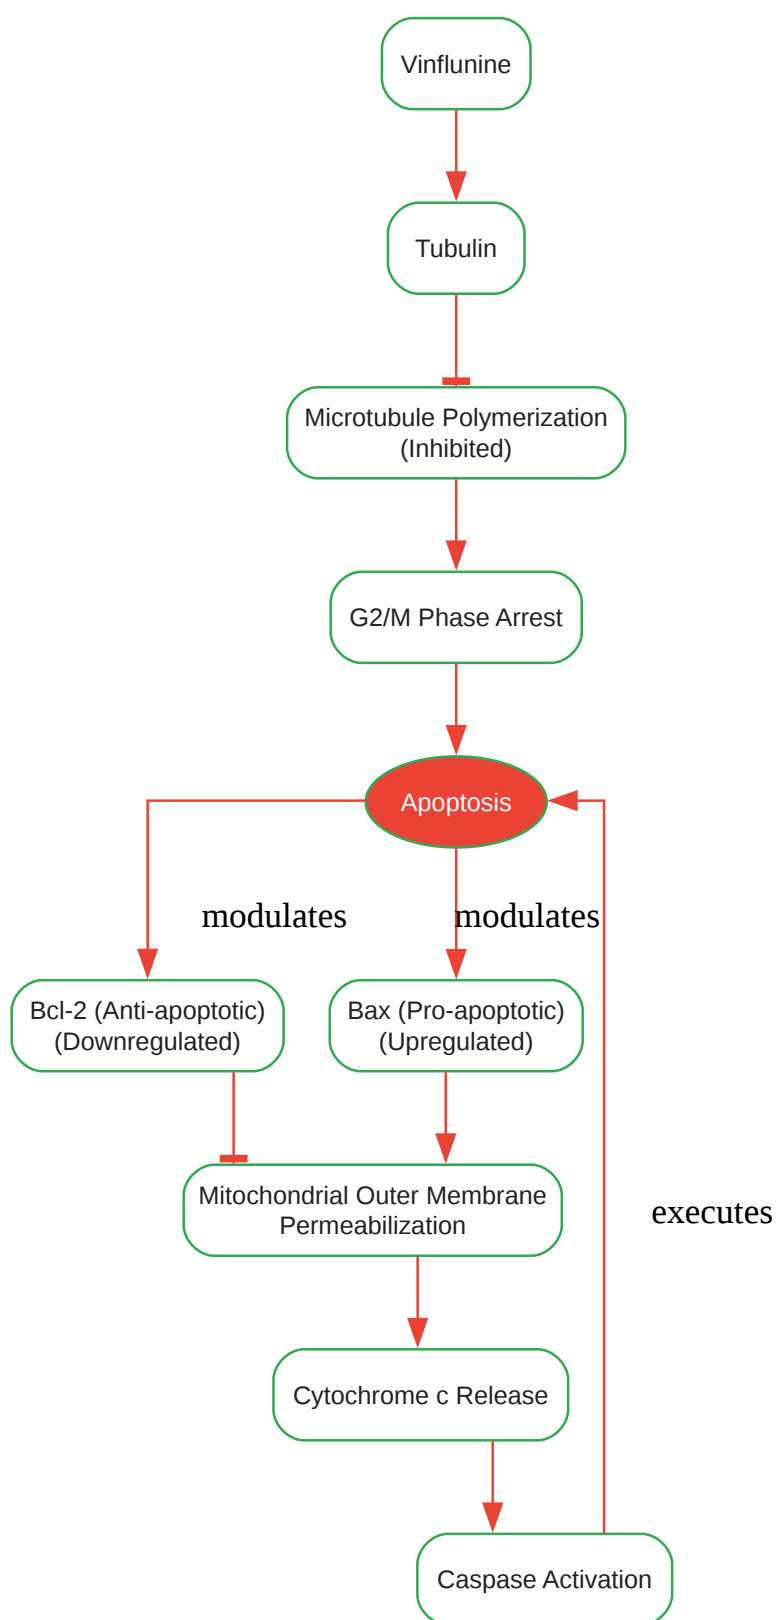 Vinflunine
Tubulin
Microtubule Polymerization
(Inhibited)
G2/M Phase Arrest
Apoptosis
modulates
modulates
Bcl-2 (Anti-apoptotic)
(Downregulated)
Bax (Pro-apoptotic)
(Upregulated)
Mitochondrial Outer Membrane
Permeabilization
executes
Cytochrome c Release
Caspase Activation